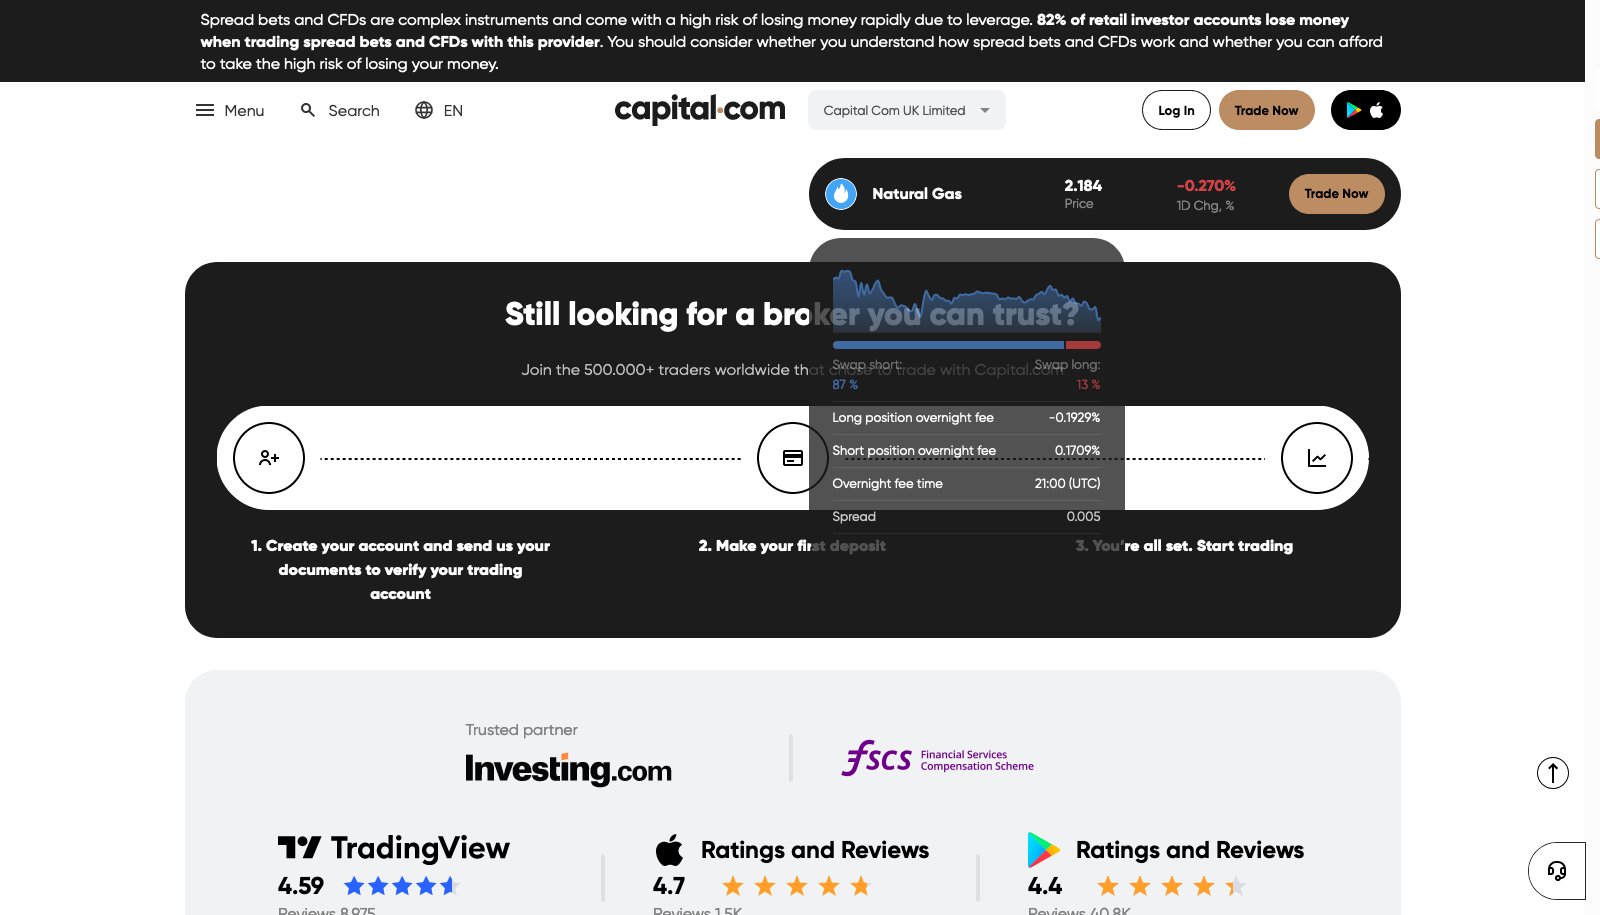 Spread bets and CFDs are complex instruments and come with a high risk of losing money rapidly due to leverage. 82% of retail investor accounts lose money
when trading spread bets and CFDs with this provider. You should consider whether you understand how spread bets and CFDs work and whether you can afford
to take the high risk of losing your money.
Menu
Search
EN
capital.com
Capital Com UK Limited
Log In
Trade Now
Natural Gas
2.184
Price
-0.270%
1D Chg, %
Trade Now
Still looking for a broker you can trust?
Join the 500.000+ traders worldwide that chose to trade with Capital.com
Swap short:
Swap long:
87 %
13 %
Long position overnight fee
-0.1929%
Short position overnight fee
0.1709%
Overnight fee time
21:00 (UTC)
Spread
0.005
1. Create your account and send us your
documents to verify your trading
account
2. Make your first deposit
3. You're all set. Start trading
Trusted partner
Investing.com
fscs
Financial Services
Compensation Scheme
TradingView
4.59
Reviews 8,975
Ratings and Reviews
4.7
Reviews 1.5K
Ratings and Reviews
4.4
Reviews 40.8K